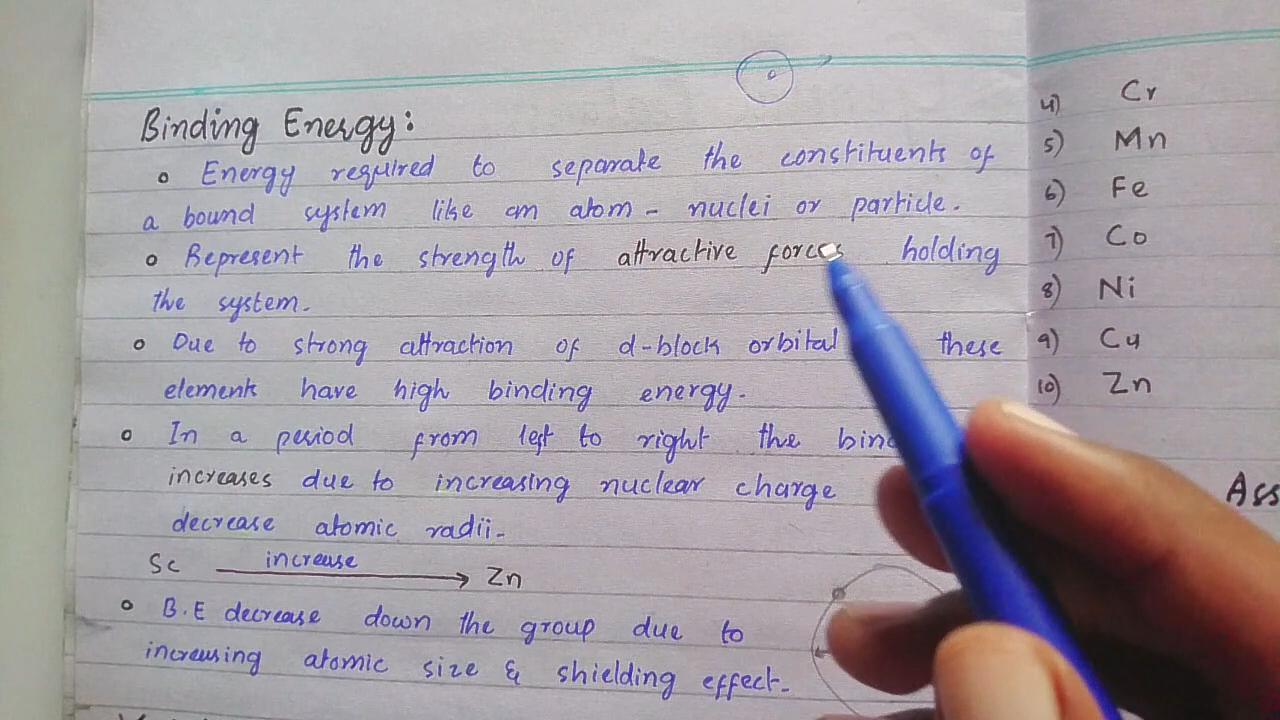 Binding Energy:
o Energy required to separate the constituents of
a bound system like an atom - nuclei or particle.
o Represent the strength of attractive forces holding
the system.
o Due to strong attraction of d-block orbital these
elements have high binding energy.
o In a period from left to right the
increases due to increasing nuclear charge
decrease atomic radii.
Sc increase Zn
o B.E decrease down the group due to
increasing atomic size & shielding effect.
4) Cr
5) Mn
6) Fe
7) Co
8) Ni
9) Cu
10) Zn
Ass